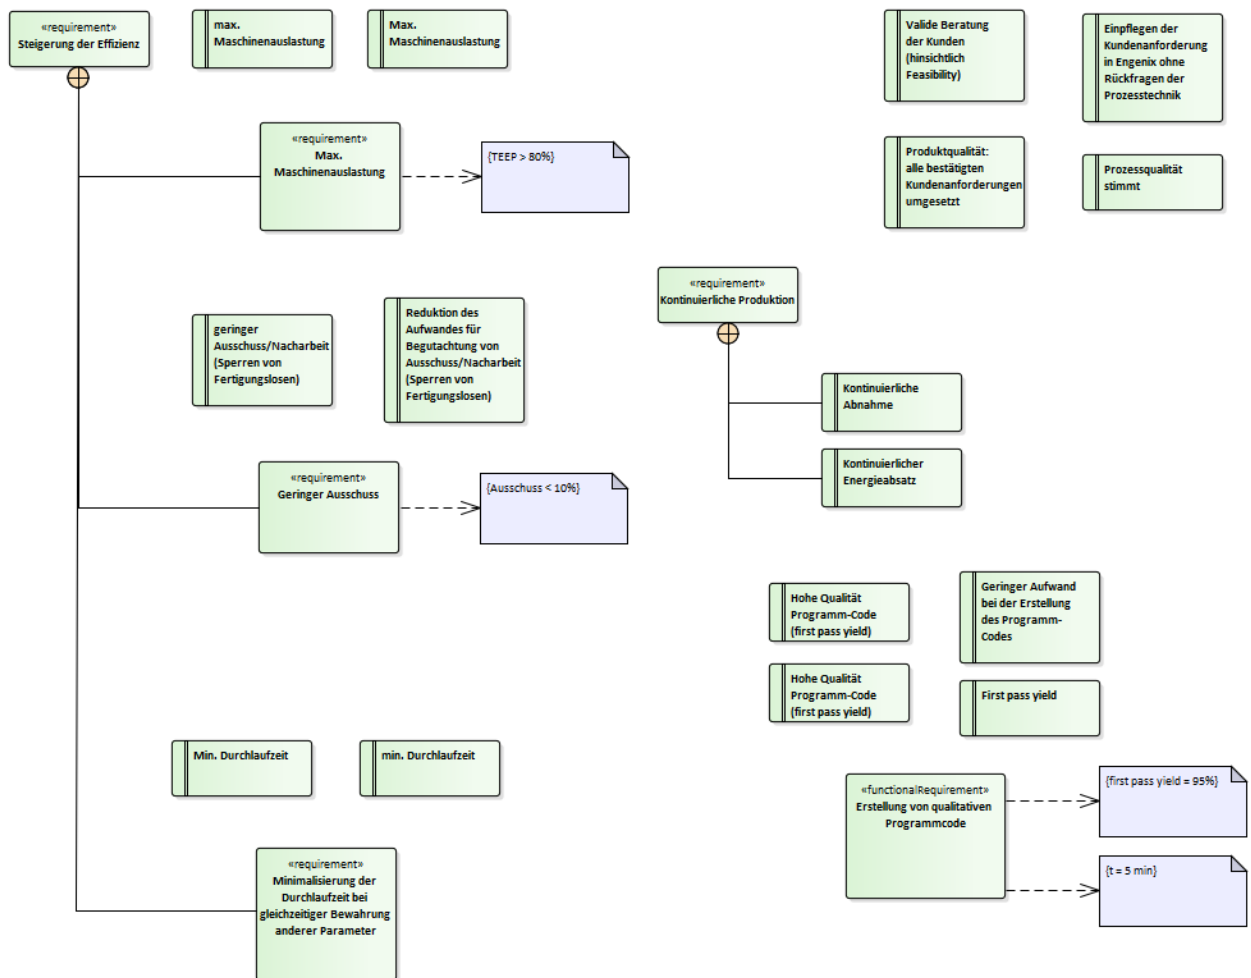 «requirement»
Steigerung der Effizienz
max.
Maschinenauslastung
Max.
Maschinenauslastung
Valide Beratung
der Kunden
(hinsichtlich
Feasibility)
Einpflegen der
Kundenanforderung
in Engenix ohne
Rückfragen der
Prozesstechnik
«requirement»
Max.
Maschinenauslastung
{TEEP > 80%}
Produktqualität:
alle bestätigten
Kundenanforderungen
umgesetzt
Prozessqualität
stimmt
«requirement»
Kontinuierliche Produktion
geringer
Ausschuss/Nacharbeit
(Sperren von
Fertigungslosen)
Reduktion des
Aufwandes für
Begutachtung von
Ausschuss/Nacharbeit
(Sperren von
Fertigungslosen)
Kontinuierliche
Abnahme
Kontinuierlicher
Energieabsatz
«requirement»
Geringer Ausschuss
{Ausschuss < 10%}
Hohe Qualität
Programm-Code
(first pass yield)
Geringer Aufwand
bei der Erstellung
des Programm-
Codes
Hohe Qualität
Programm-Code
(first pass yield)
First pass yield
Min. Durchlaufzeit
min. Durchlaufzeit
«functionalRequirement»
Erstellung von qualitativen
Programmcode
{first pass yield = 95%}
{t = 5 min}
«requirement»
Minimalisierung der
Durchlaufzeit bei
gleichzeitiger Bewahrung
anderer Parameter